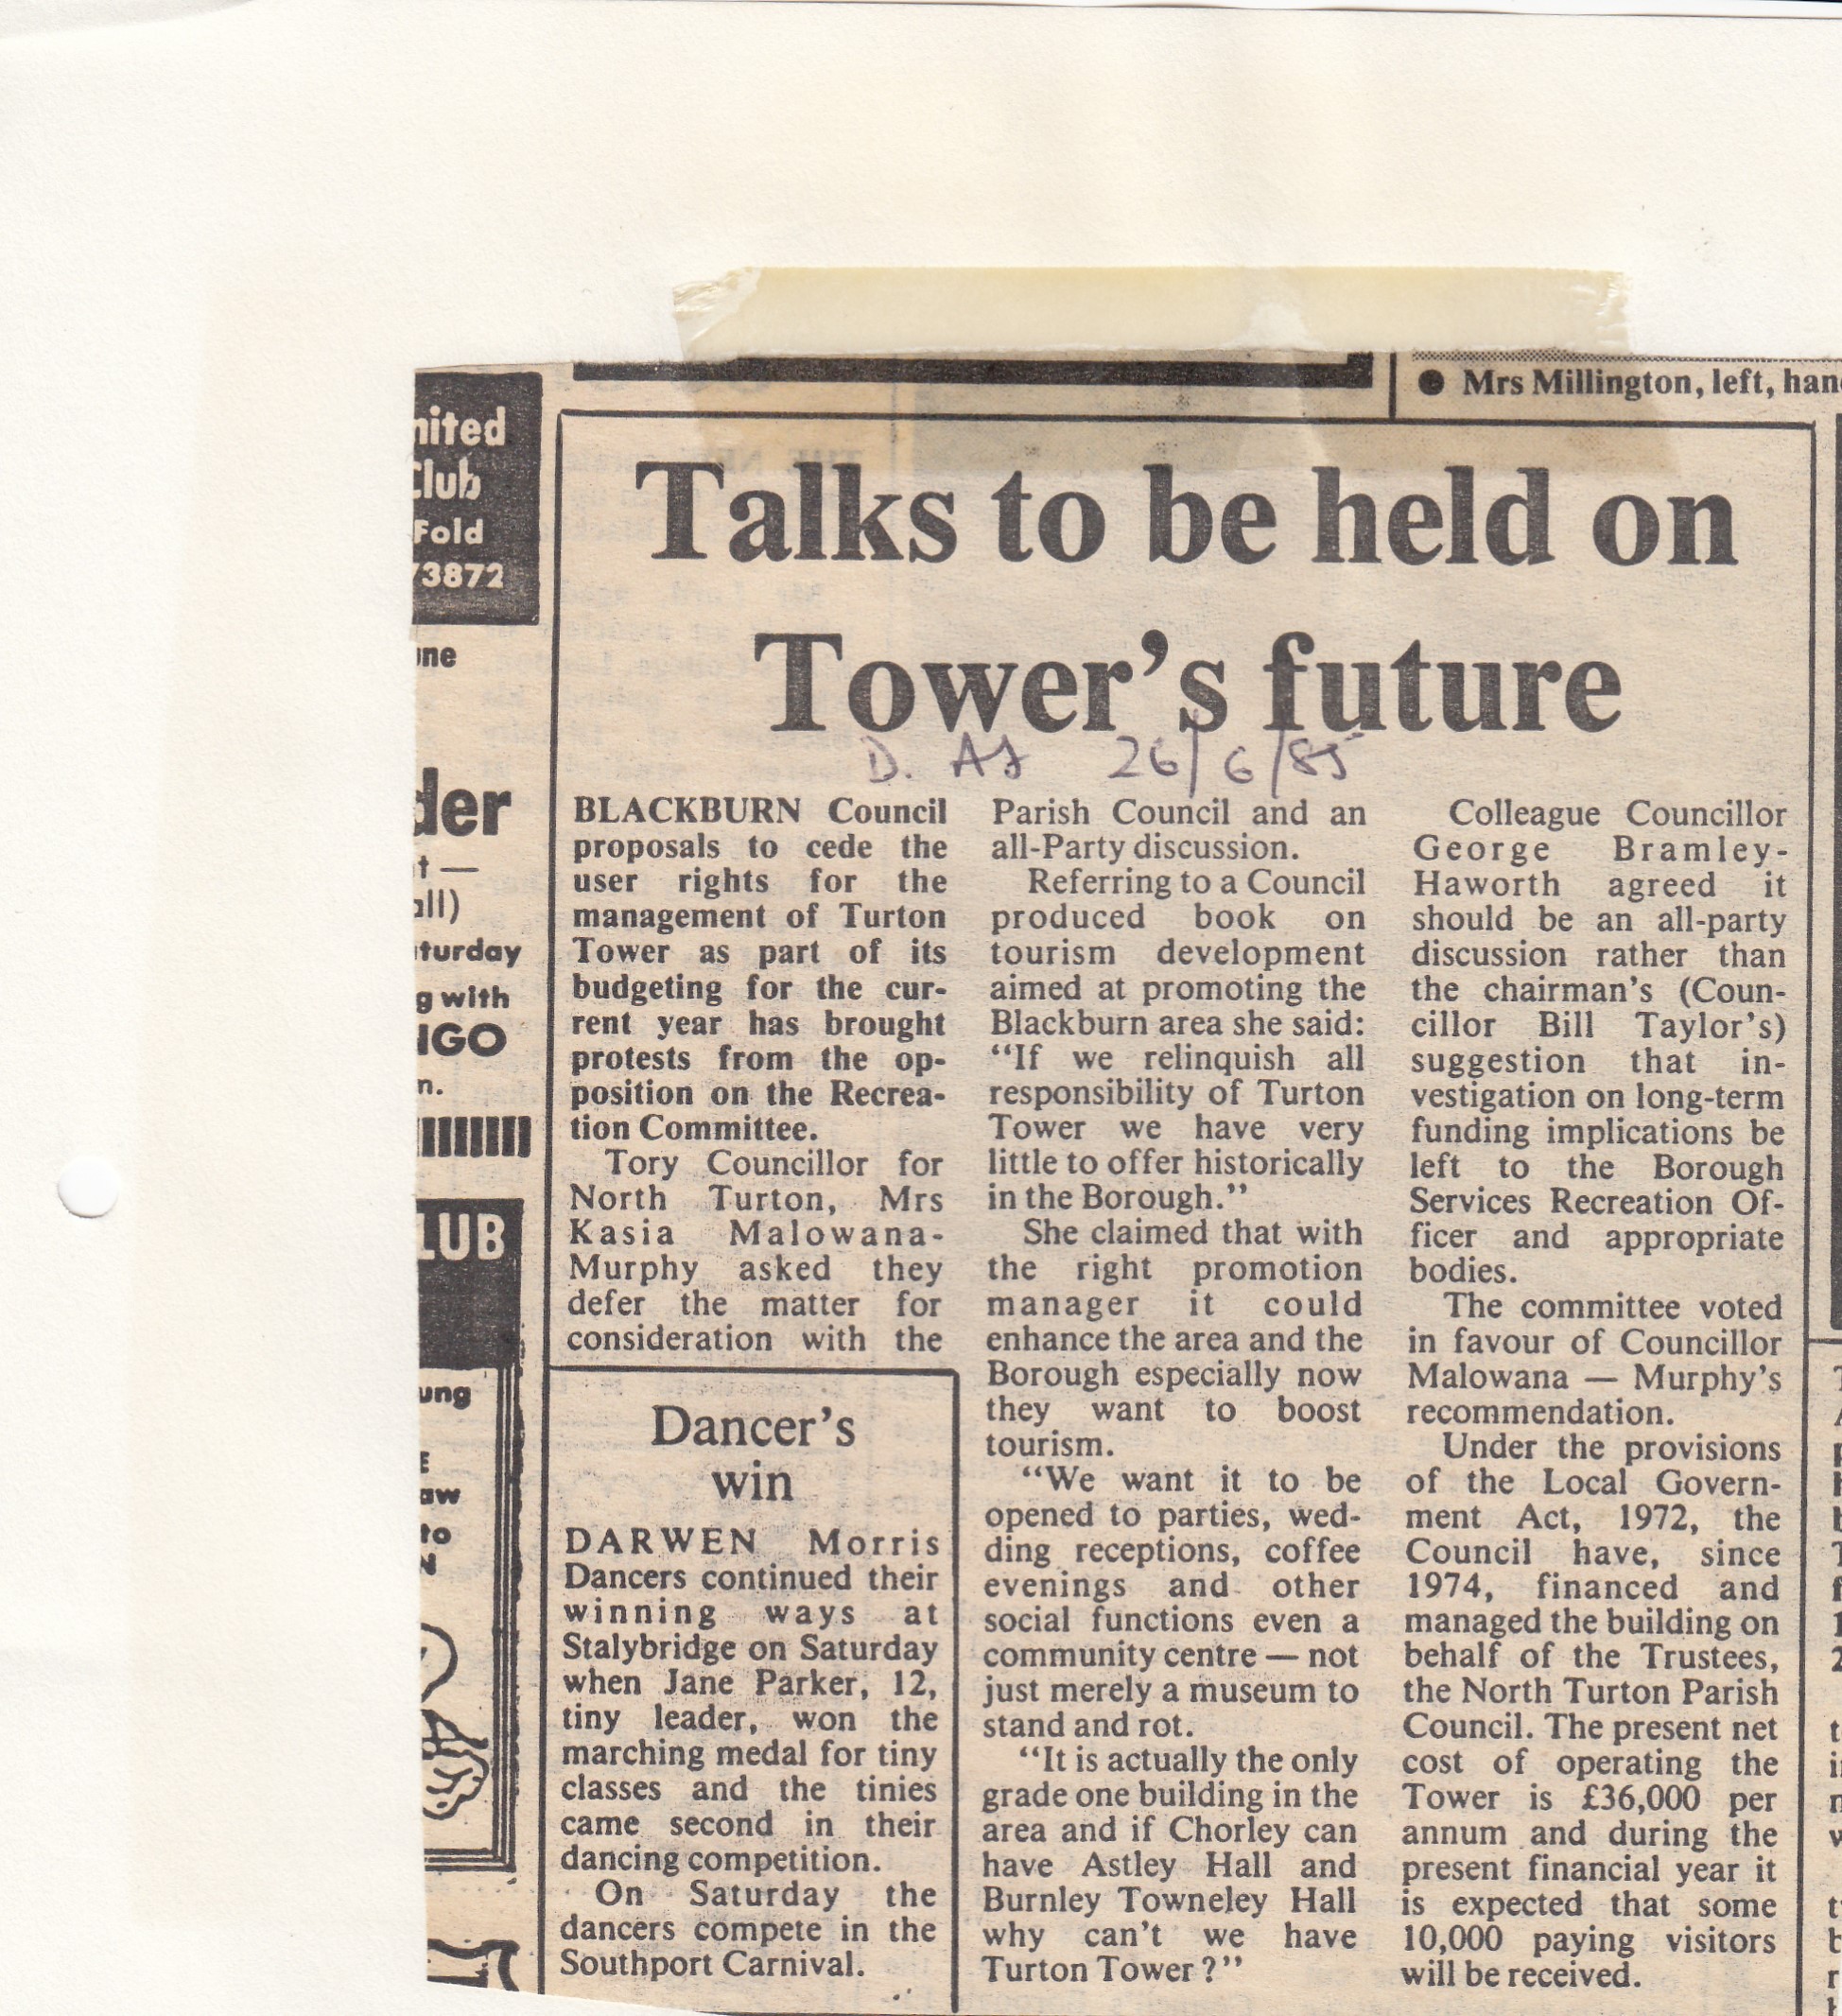 nited
Club
Fold
73872
une
der
t —
all)
turday
g with
NGO
n.
LUB
ung
E
aw
to
N
● Mrs Millington, left, han
Talks to be held on
Tower's future
D. Ad 26/6/85
BLACKBURN Council
proposals to cede the
user rights for the
management of Turton
Tower as part of its
budgeting for the cur-
rent year has brought
protests from the op-
position on the Recrea-
tion Committee.
Tory Councillor for
North Turton, Mrs
Kasia Malowana-
Murphy asked they
defer the matter for
consideration with the
Parish Council and an
all-Party discussion.
Referring to a Council
produced book on
tourism development
aimed at promoting the
Blackburn area she said:
“If we relinquish all
responsibility of Turton
Tower we have very
little to offer historically
in the Borough.”
She claimed that with
the right promotion
manager it could
enhance the area and the
Borough especially now
they want to boost
tourism.
“We want it to be
opened to parties, wed-
ding receptions, coffee
evenings and other
social functions even a
community centre — not
just merely a museum to
stand and rot.
“It is actually the only
grade one building in the
area and if Chorley can
have Astley Hall and
Burnley Towneley Hall
why can't we have
Turton Tower?”
Colleague Councillor
George Bramley-
Haworth agreed it
should be an all-party
discussion rather than
the chairman's (Coun-
cillor Bill Taylor's)
suggestion that in-
vestigation on long-term
funding implications be
left to the Borough
Services Recreation Of-
ficer and appropriate
bodies.
The committee voted
in favour of Councillor
Malowana — Murphy's
recommendation.
Under the provisions
of the Local Govern-
ment Act, 1972, the
Council have, since
1974, financed and
managed the building on
behalf of the Trustees,
the North Turton Parish
Council. The present net
cost of operating the
Tower is £36,000 per
annum and during the
present financial year it
is expected that some
10,000 paying visitors
will be received.
Dancer's
win
DARWEN Morris
Dancers continued their
winning ways at
Stalybridge on Saturday
when Jane Parker, 12,
tiny leader, won the
marching medal for tiny
classes and the tinies
came second in their
dancing competition.
On Saturday the
dancers compete in the
Southport Carnival.